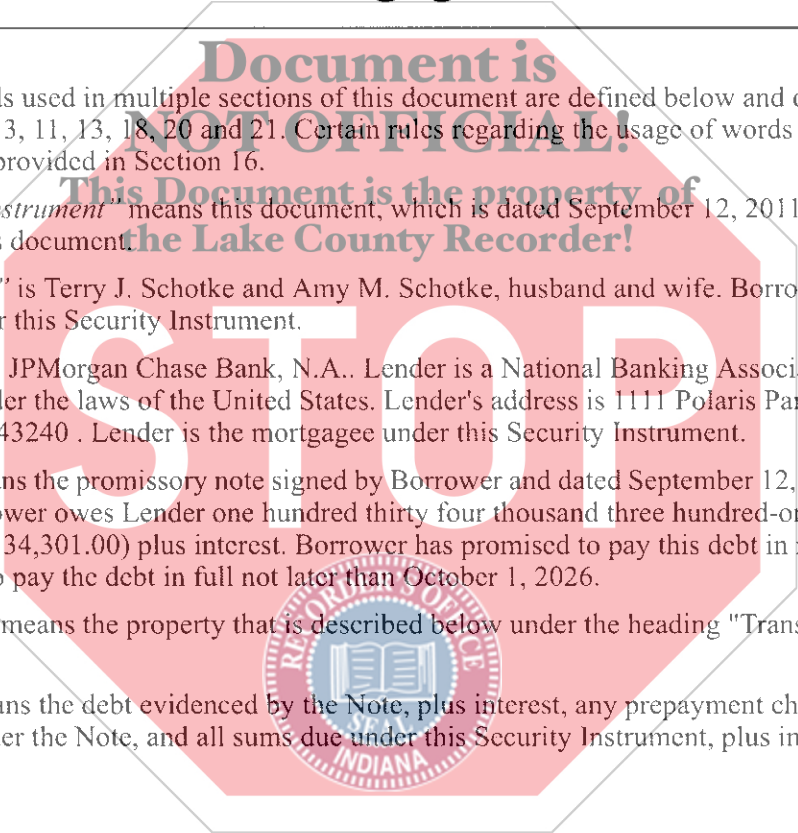 Document is
ds used in multiple sections of this document are defined below and
3, 11, 13, 18, 20 and 21. Certain rules regarding the usage of words
NOT OFFICIAL!
provided in Section 16.
This Document is the property of
strument" means this document, which is dated September 12, 2011
s document.
the Lake County Recorder!
" is Terry J. Schotke and Amy M. Schotke, husband and wife. Borro
r this Security Instrument.
JPMorgan Chase Bank, N.A.. Lender is a National Banking Associ
der the laws of the United States. Lender's address is 1111 Polaris Par
43240 . Lender is the mortgagee under this Security Instrument.
STOP
ns the promissory note signed by Borrower and dated September 12,
ower owes Lender one hundred thirty four thousand three hundred-or
34,301.00) plus interest. Borrower has promised to pay this debt in
o pay the debt in full not later than October 1, 2026.
means the property that is described below under the heading "Trans
ans the debt evidenced by the Note, plus interest, any prepayment ch
er the Note, and all sums due under this Security Instrument, plus in
RECORDER'S OFFICE
SEAL
INDIANA